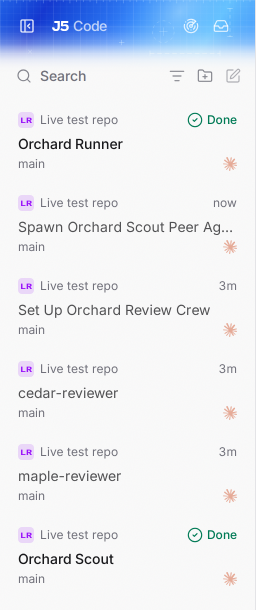 J5 Code
Search
LR Live test repo Done
Orchard Runner
main
LR Live test repo now
Spawn Orchard Scout Peer Ag...
main
LR Live test repo 3m
Set Up Orchard Review Crew
main
LR Live test repo 3m
cedar-reviewer
main
LR Live test repo 3m
maple-reviewer
main
LR Live test repo Done
Orchard Scout
main